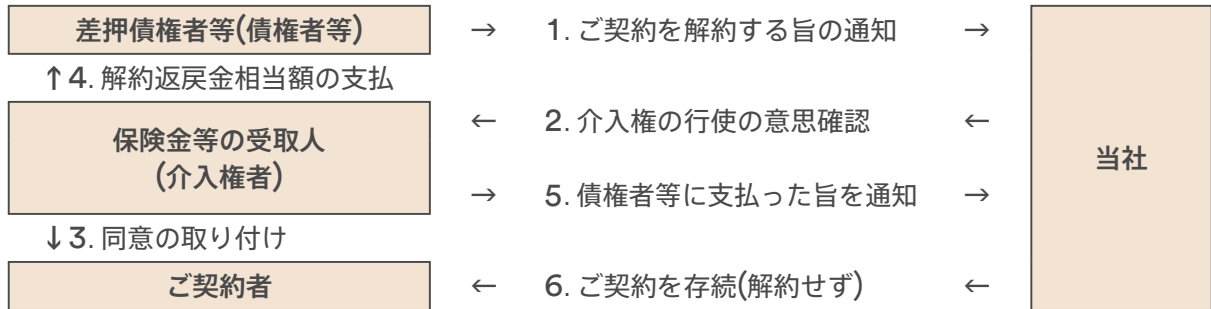 差押債権者等(債権者等) → 1. ご契約を解約する旨の通知 →
↑4. 解約返戻金相当額の支払
保険金等の受取人
(介入権者)
← 2. 介入権の行使の意思確認 ←
当社
→ 5. 債権者等に支払った旨を通知 →
↓3. 同意の取り付け
ご契約者 ← 6. ご契約を存続(解約せず) ←